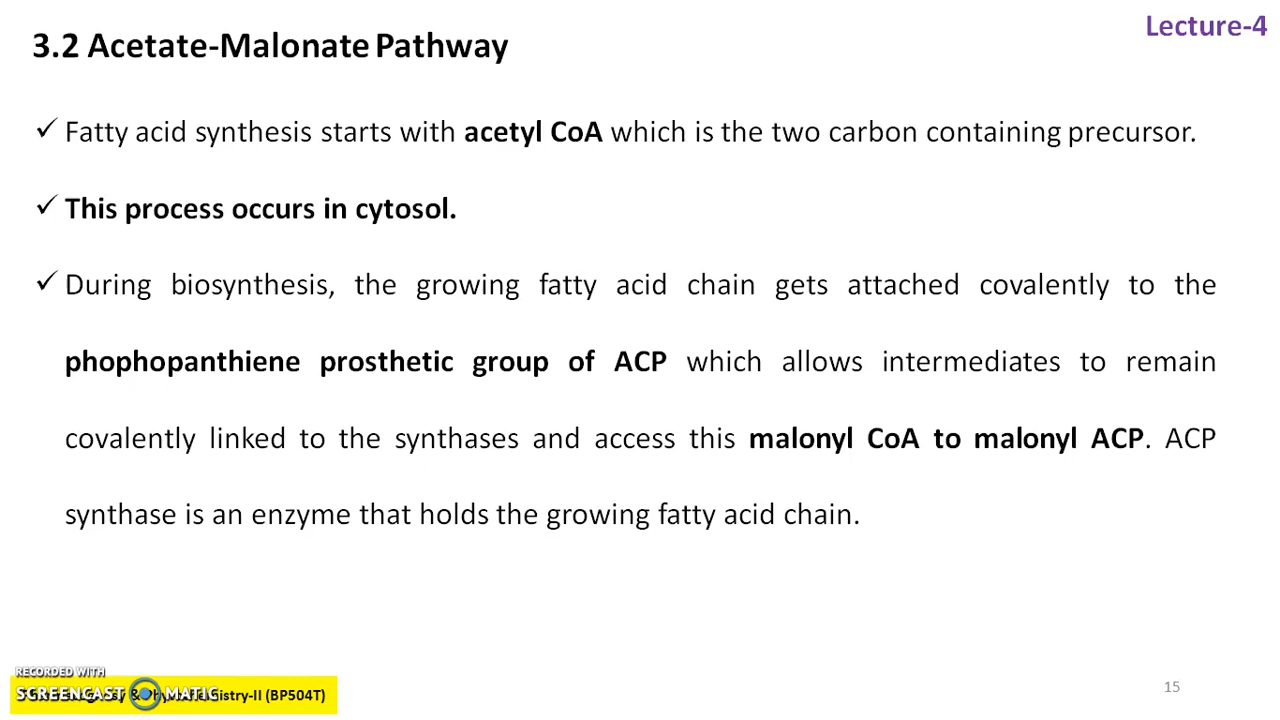 Lecture-4
3.2 Acetate-Malonate Pathway
✓ Fatty acid synthesis starts with acetyl CoA which is the two carbon containing precursor.
✓ This process occurs in cytosol.
✓ During biosynthesis, the growing fatty acid chain gets attached covalently to the
phophopanthiene prosthetic group of ACP which allows intermediates to remain
covalently linked to the synthases and access this malonyl CoA to malonyl ACP. ACP
synthase is an enzyme that holds the growing fatty acid chain.
RECORDED WITH
SCREENCAST MATIC
& (BP504T)
15